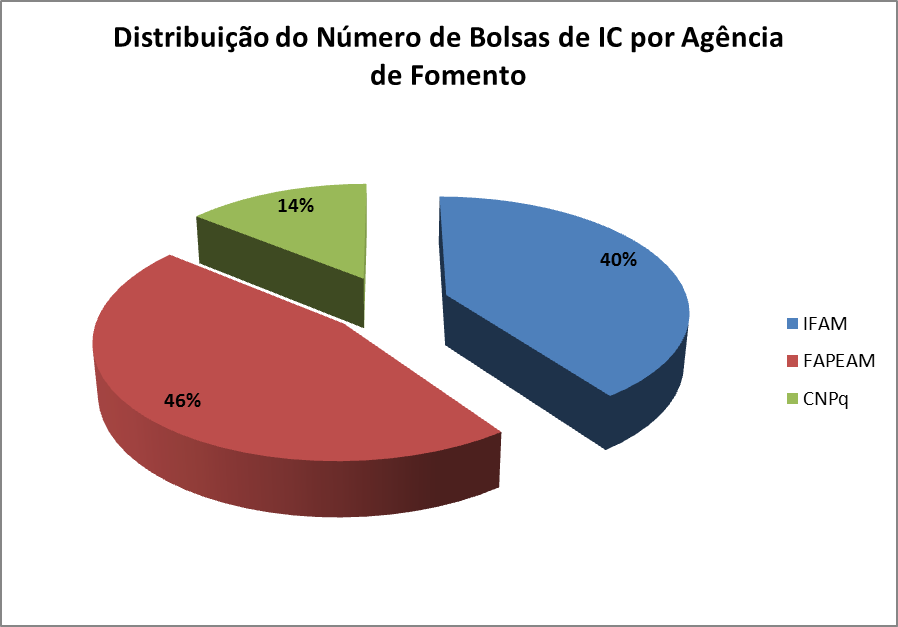 Distribuição do Número de Bolsas de IC por Agência
de Fomento
14%
40%
46%
IFAM
FAPEAM
CNPq